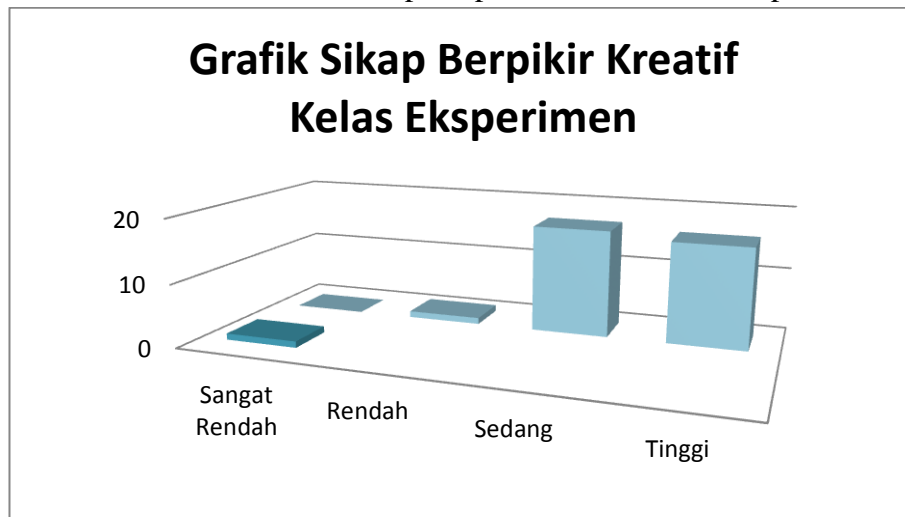 Grafik Sikap Berpikir Kreatif
Kelas Eksperimen
20
10
0
Sangat
Rendah
Rendah
Sedang
Tinggi